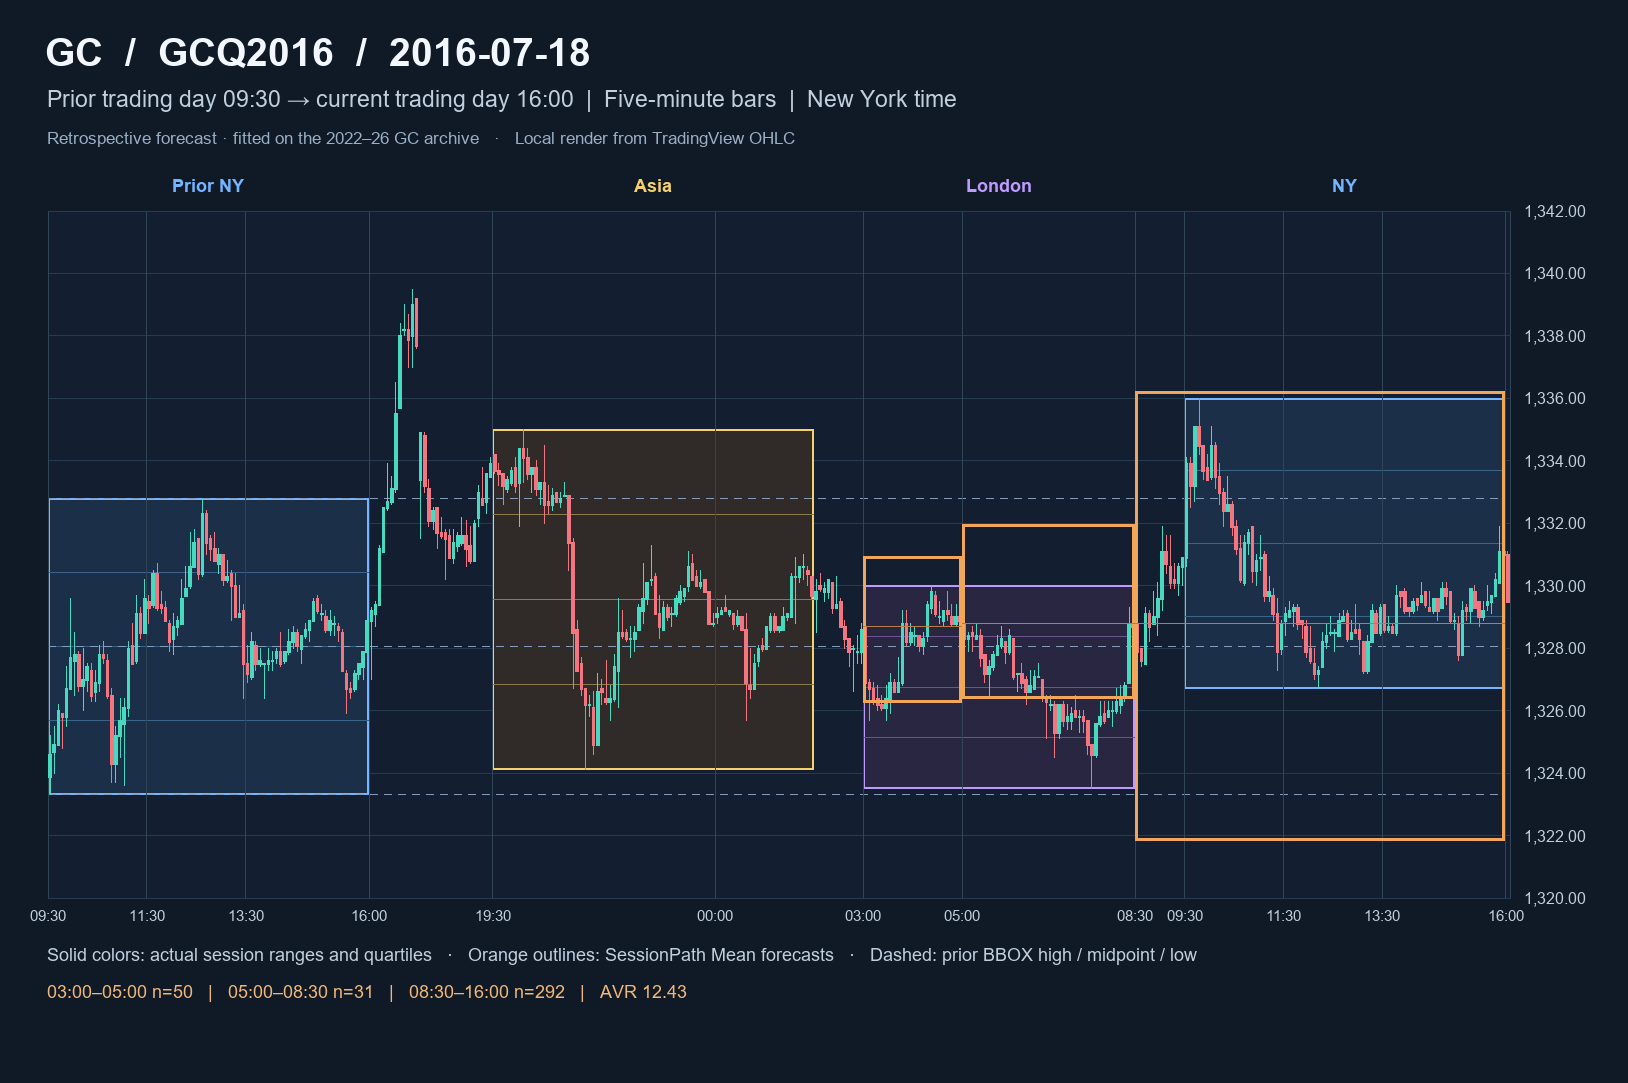 GC / GCQ2016 / 2016-07-18
Prior trading day 09:30 → current trading day 16:00 | Five-minute bars | New York time
Retrospective forecast · fitted on the 2022–26 GC archive · Local render from TradingView OHLC
Prior NY Asia London NY
1,342.00
1,340.00
1,338.00
1,336.00
1,334.00
1,332.00
1,330.00
1,328.00
1,326.00
1,324.00
1,322.00
1,320.00
09:30 11:30 13:30 16:00 19:30 00:00 03:00 05:00 08:30 09:30 11:30 13:30 16:00
Solid colors: actual session ranges and quartiles · Orange outlines: SessionPath Mean forecasts · Dashed: prior BBOX high / midpoint / low
03:00–05:00 n=50 | 05:00–08:30 n=31 | 08:30–16:00 n=292 | AVR 12.43